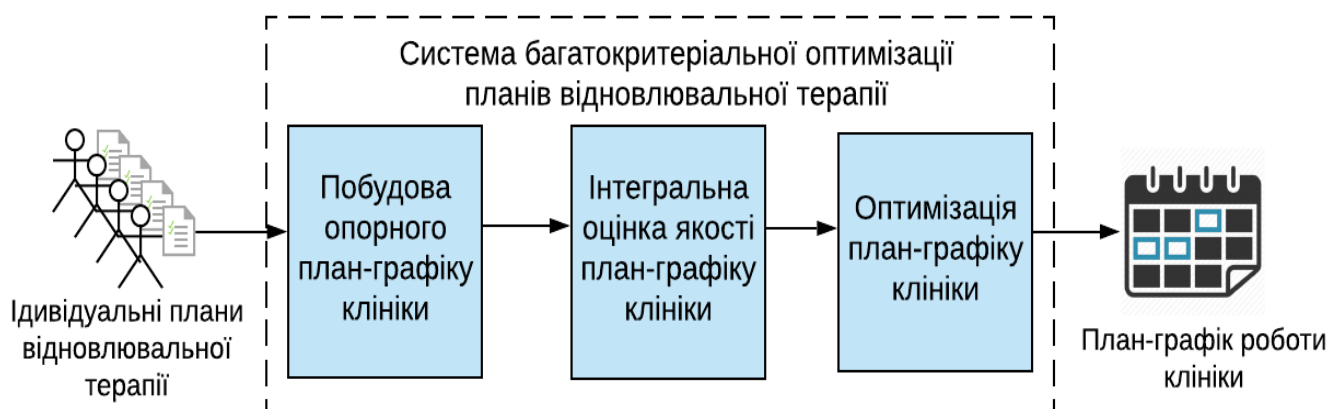 Система багатокритеріальної оптимізації
планів відновлювальної терапії
Ідивідуальні плани
відновлювальної
терапії
Побудова
опорного
план-графіку
клініки
Інтегральна
оцінка якості
план-графіку
клініки
Оптимізація
план-графіку
клініки
План-графік роботи
клініки